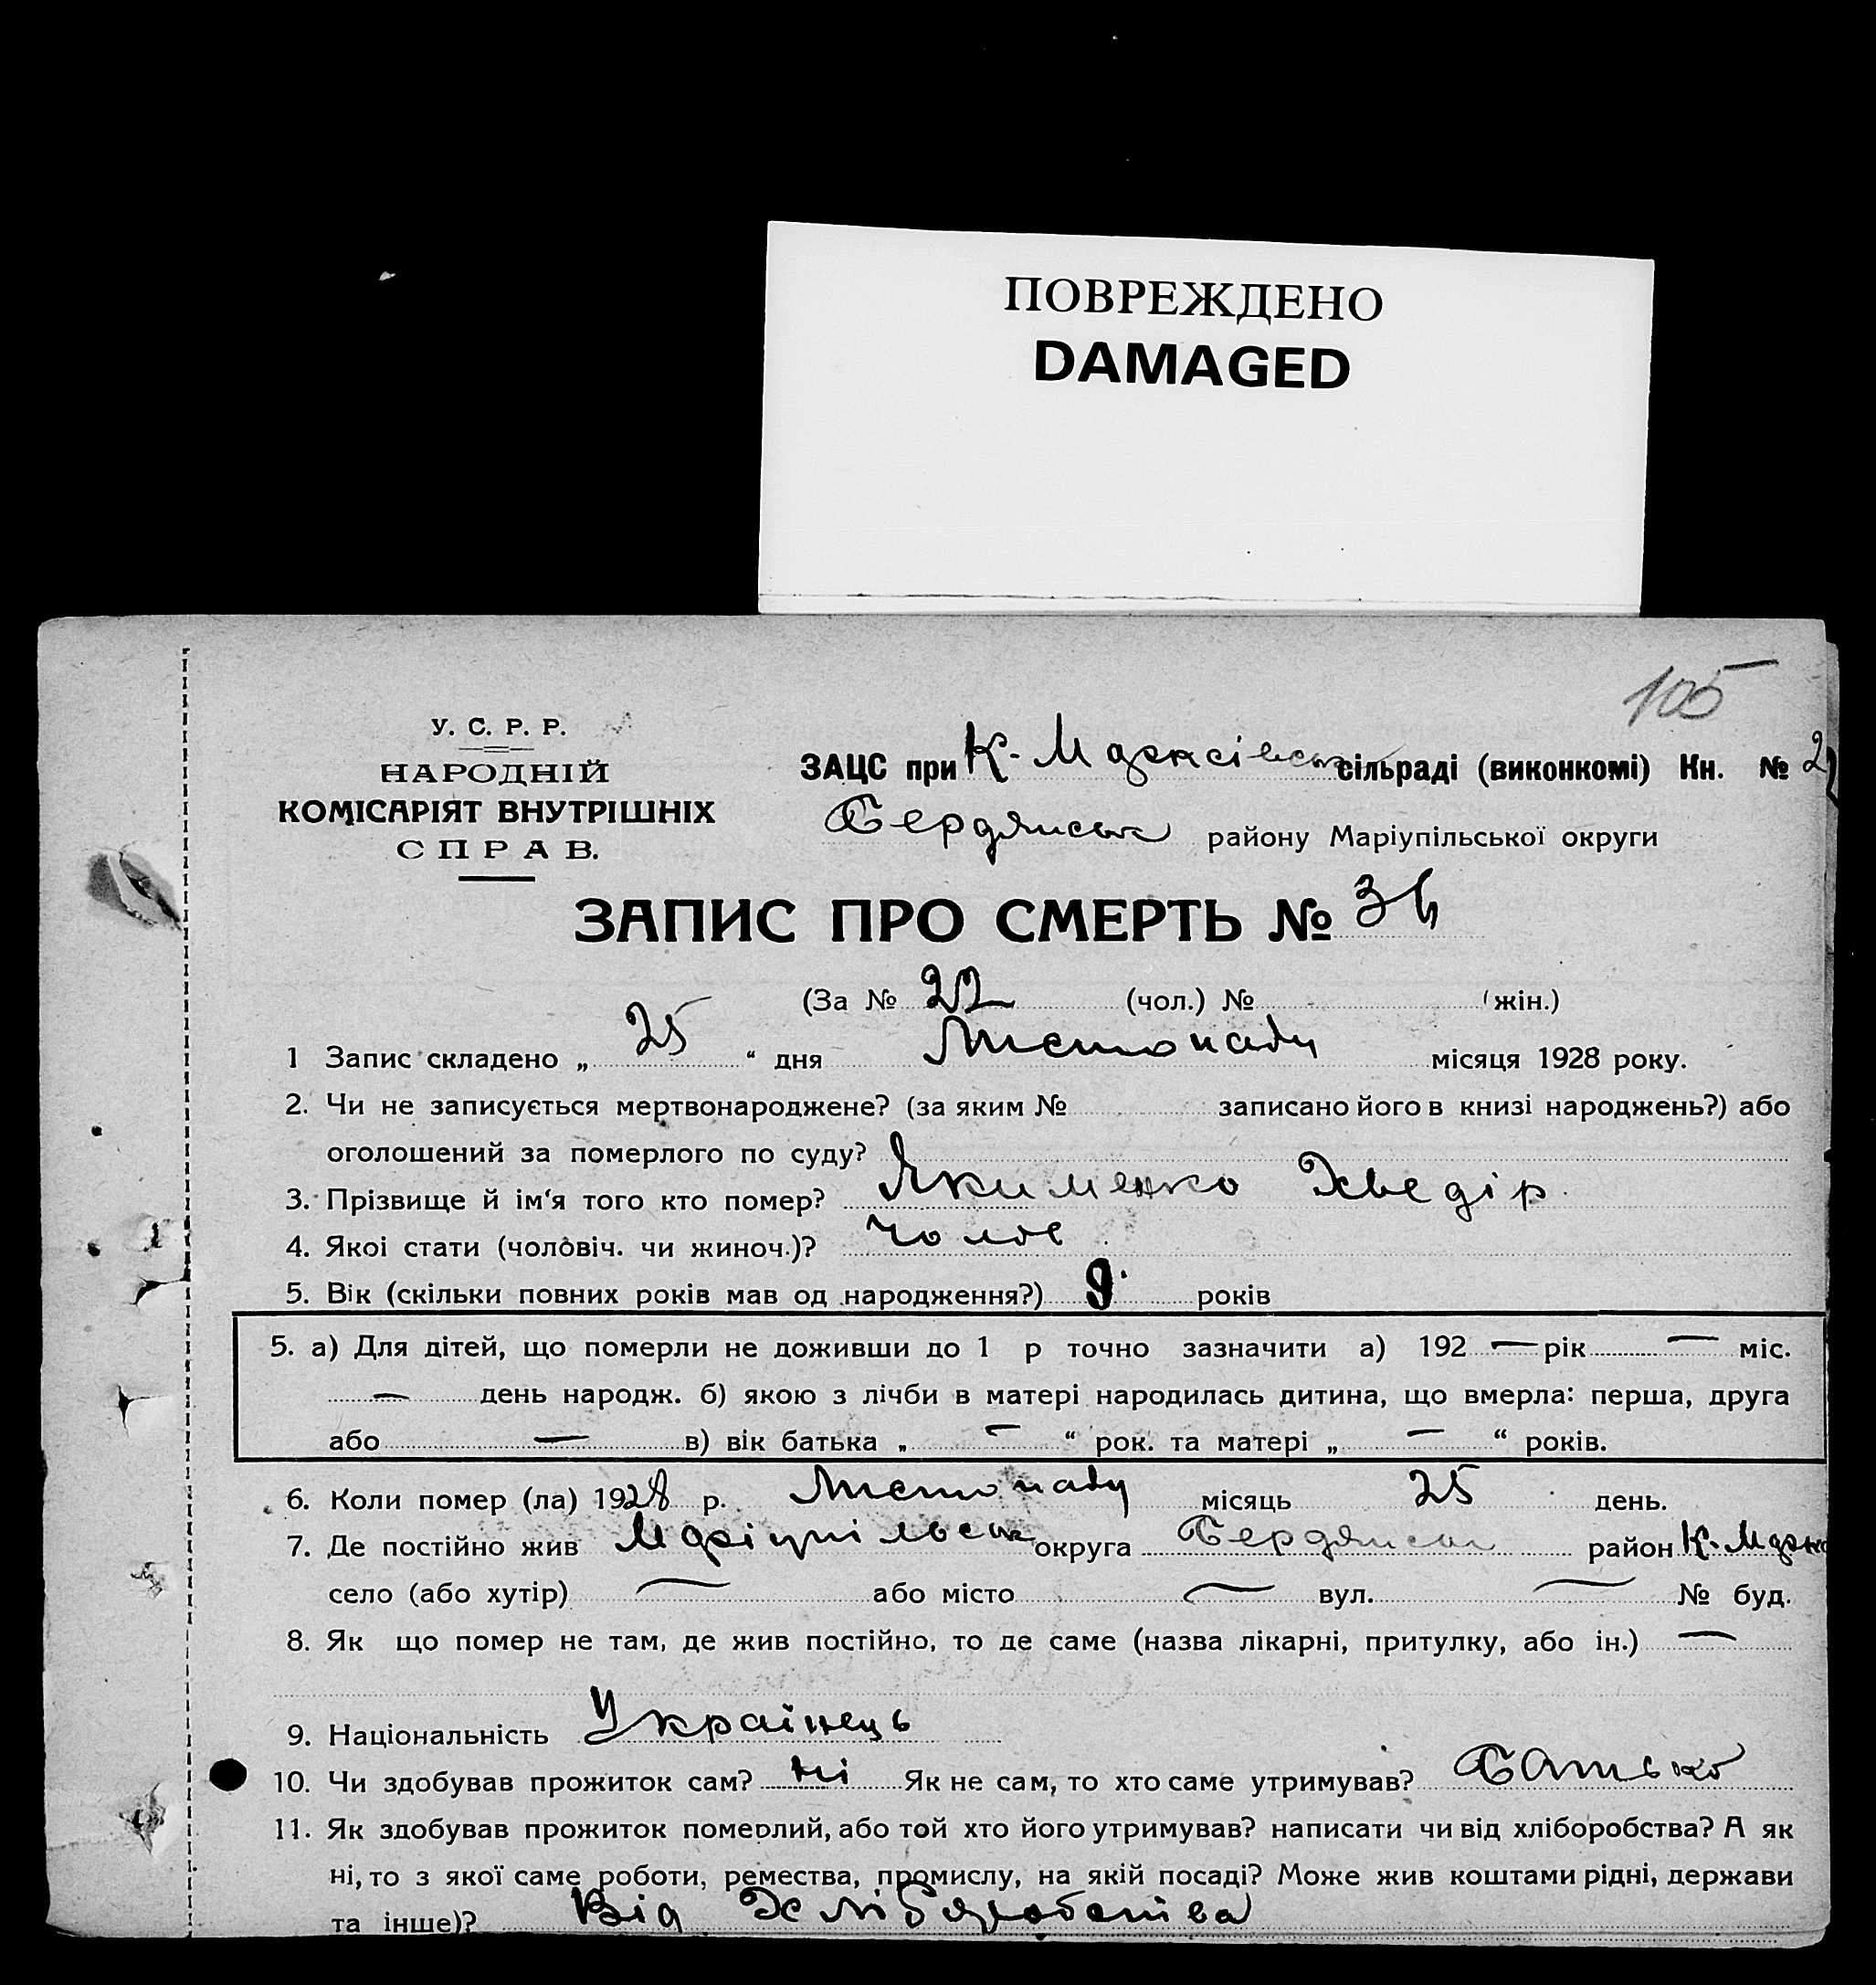 ПОВРЕЖДЕНО
DAMAGED
105
У. С. Р. Р.
НАРОДНІЙ
КОМІСАРІЯТ ВНУТРІШНІХ
СПРАВ.
ЗАЦС при сільраді (виконкомі) Кн. № 2
Бердянськ району Маріупільської округи
ЗАПИС ПРО СМЕРТЬ №
(За № 22 (чол.) № жін.)
1 Запис складено „ 25 “ дня Листопаду місяця 1928 року.
2. Чи не записується мертвонароджене? (за яким № записано його в книзі народжень?) або
оголошений за померлого по суду?
3. Прізвище й ім‘я того кто помер? Якименко Хведір
4. Якоі стати (чоловіч. чи жиноч.)? Чолов
5. Вік (скільки повних років мав од народження?) 9 років
5. а) Для дітей, що померли не доживши до 1 р точно зазначити а) 192 — рік — міс.
— день народж. б) якою з лічби в матері народилась дитина, що вмерла: перша, друга
або — в) вік батька „ — “ рок. та матері „ — “ років.
6. Коли помер (ла) 1928 р. Листопаду місяць 25 день.
7. Де постійно жив Маріупільськ округа Бердянськ район
село (або хутір) — або місто — вул. — № буд.
8. Як що помер не там, де жив постійно, то де саме (назва лікарні, притулку, або ін.) —
9. Національність Украінець
10. Чи здобував прожиток сам? ні Як не сам, то хто саме утримував? Батько
11. Як здобував прожиток померлий, або той хто його утримував? написати чи від хліборобства? А як
ні, то з якої саме роботи, ремества, промислу, на якій посаді? Може жив коштами рідні, держави
та інше)? Від